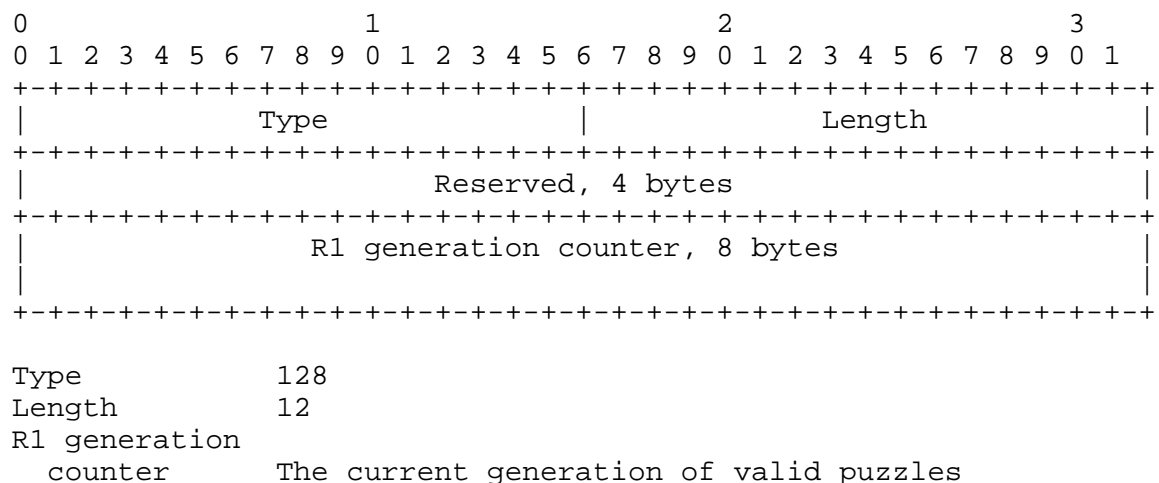 0                   1                   2                   3
0 1 2 3 4 5 6 7 8 9 0 1 2 3 4 5 6 7 8 9 0 1 2 3 4 5 6 7 8 9 0 1
+-+-+-+-+-+-+-+-+-+-+-+-+-+-+-+-+-+-+-+-+-+-+-+-+-+-+-+-+-+-+-+-+
|             Type              |             Length            |
+-+-+-+-+-+-+-+-+-+-+-+-+-+-+-+-+-+-+-+-+-+-+-+-+-+-+-+-+-+-+-+-+
|                       Reserved, 4 bytes                       |
+-+-+-+-+-+-+-+-+-+-+-+-+-+-+-+-+-+-+-+-+-+-+-+-+-+-+-+-+-+-+-+-+
|                R1 generation counter, 8 bytes                 |
|                                                               |
+-+-+-+-+-+-+-+-+-+-+-+-+-+-+-+-+-+-+-+-+-+-+-+-+-+-+-+-+-+-+-+-+
Type           128
Length         12
R1 generation
  counter      The current generation of valid puzzles